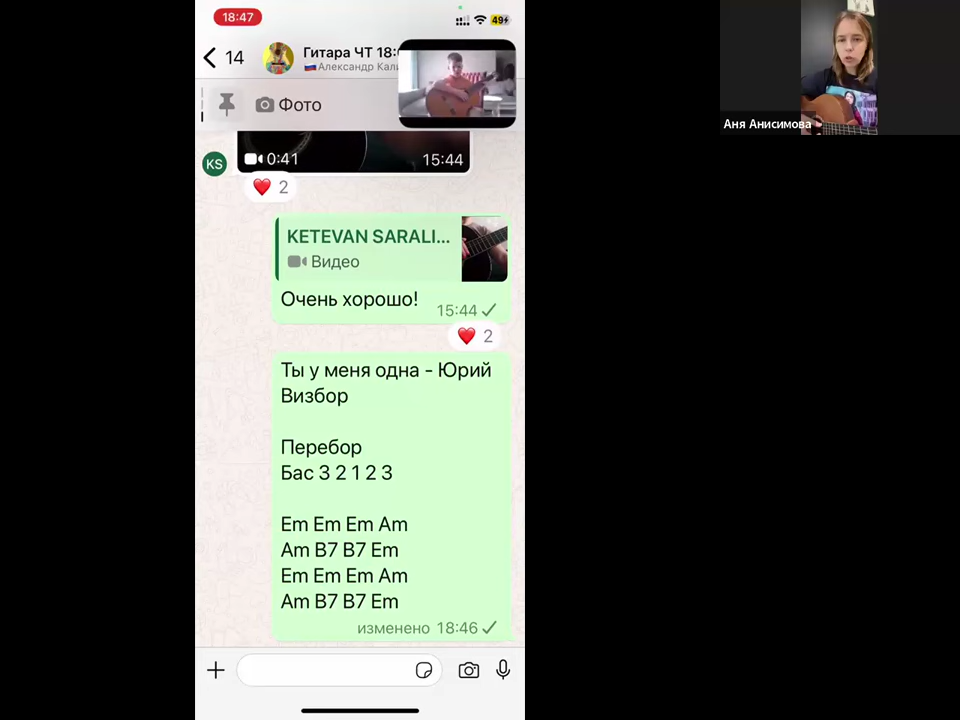 18:47
49
14
Гитара ЧТ 18:
Александр Кали
Фото
0:41
15:44
KS
2
KETEVAN SARALI...
Видео
Очень хорошо!
15:44
2
Ты у меня одна - Юрий
Визбор
Перебор
Бас 3 2 1 2 3
Em Em Em Am
Am B7 B7 Em
Em Em Em Am
Am B7 B7 Em
изменено 18:46
Аня Анисимова